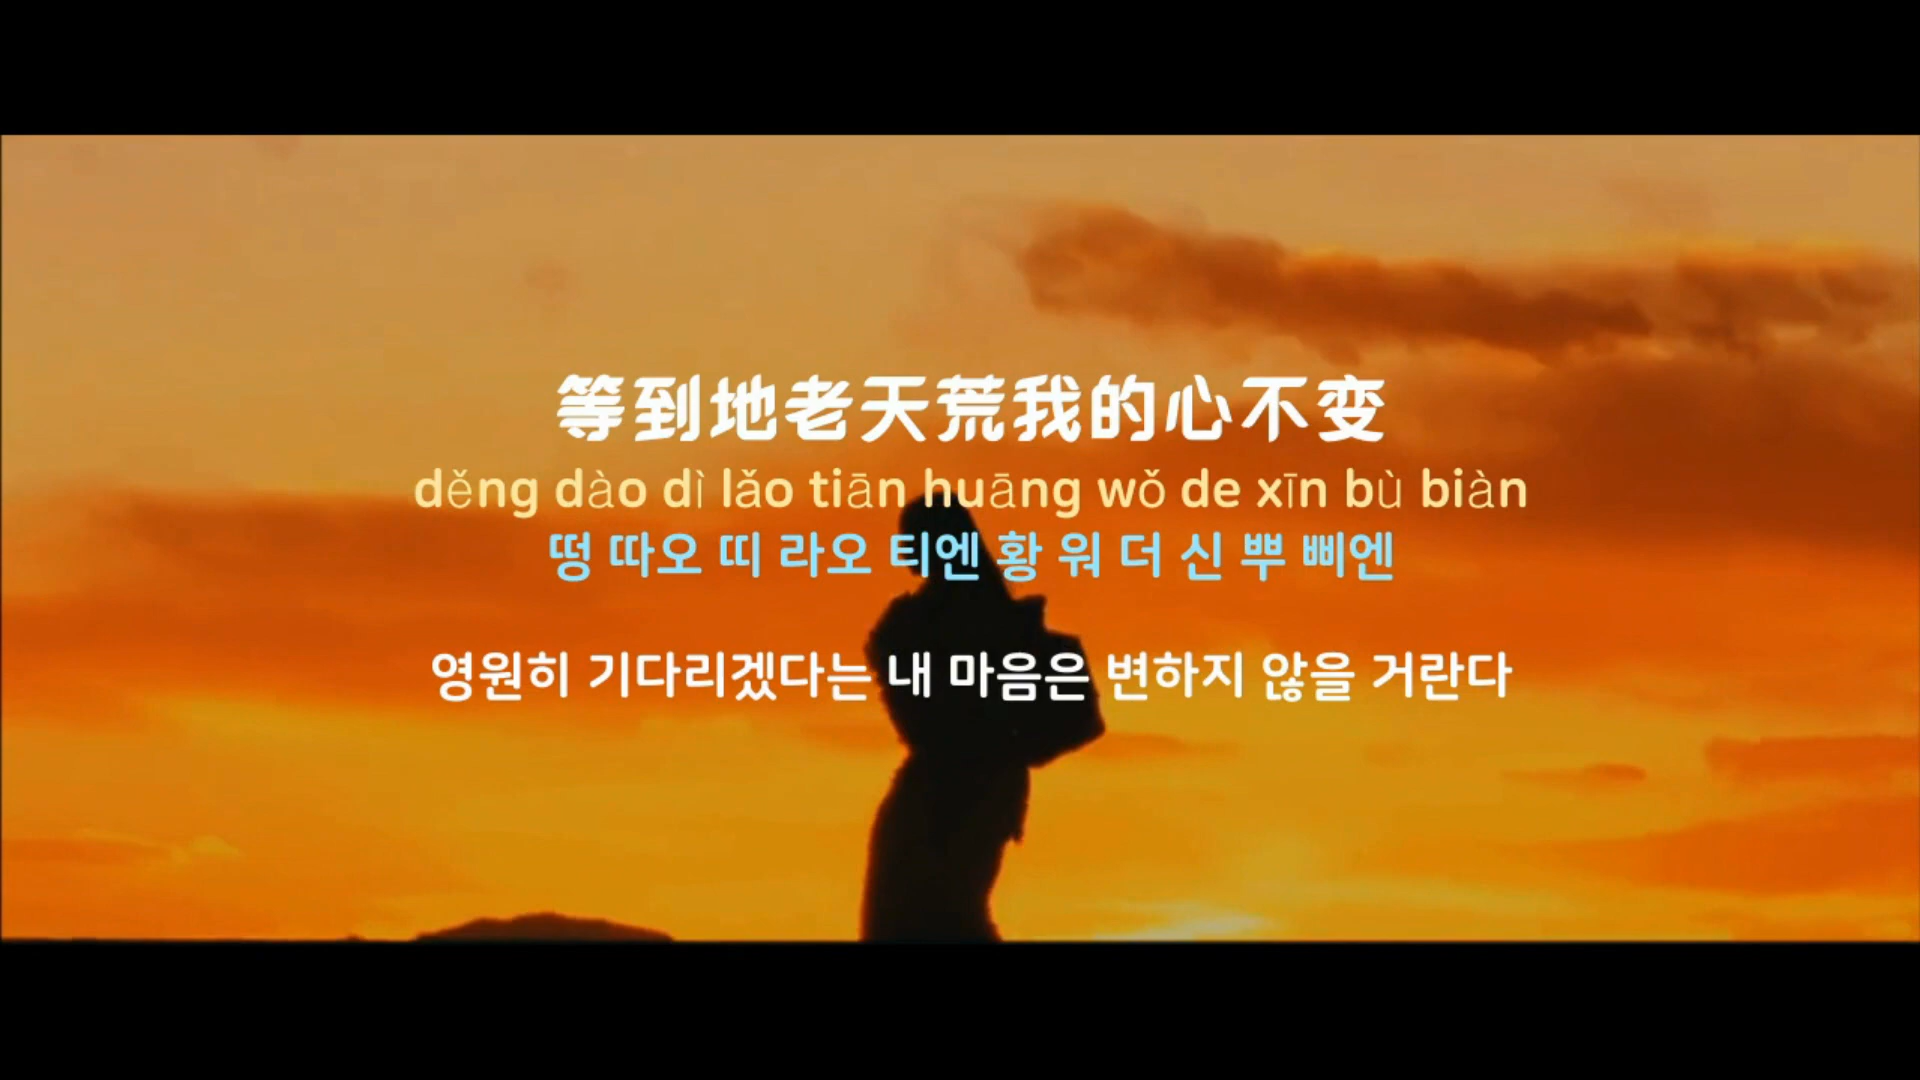 等到地老天荒我的心不变
děng dào dì lǎo tiān huāng wǒ de xīn bù biàn
떵 따오 띠 라오 티엔 황 워 더 신 뿌 삐엔
영원히 기다리겠다는 내 마음은 변하지 않을 거란다